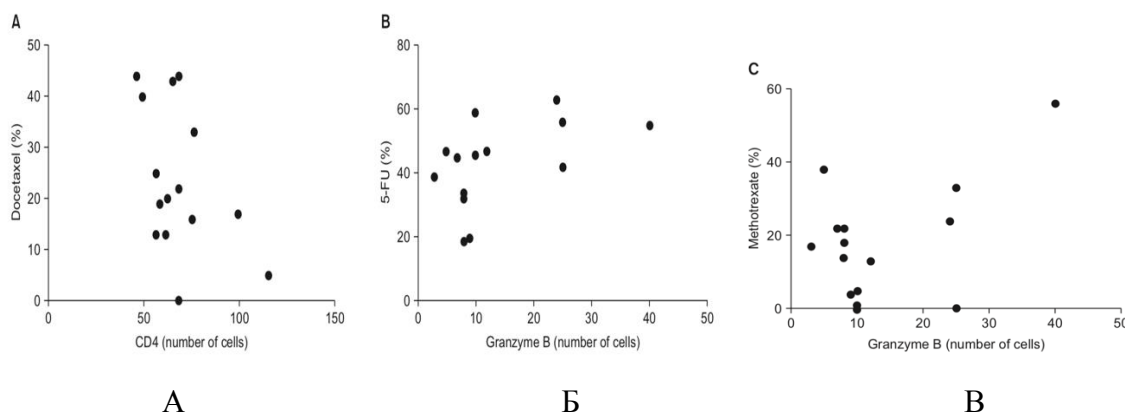 A
50
40
30
20
10
0
Docetaxel (%)
0 50 100 150
CD4 (number of cells)
Б
80
60
40
20
0
5-FU (%)
0 10 20 30 40 50
Granzyme B (number of cells)
C
60
40
20
0
Methotrexate (%)
0 10 20 30 40 50
Granzyme B (number of cells)
А Б В